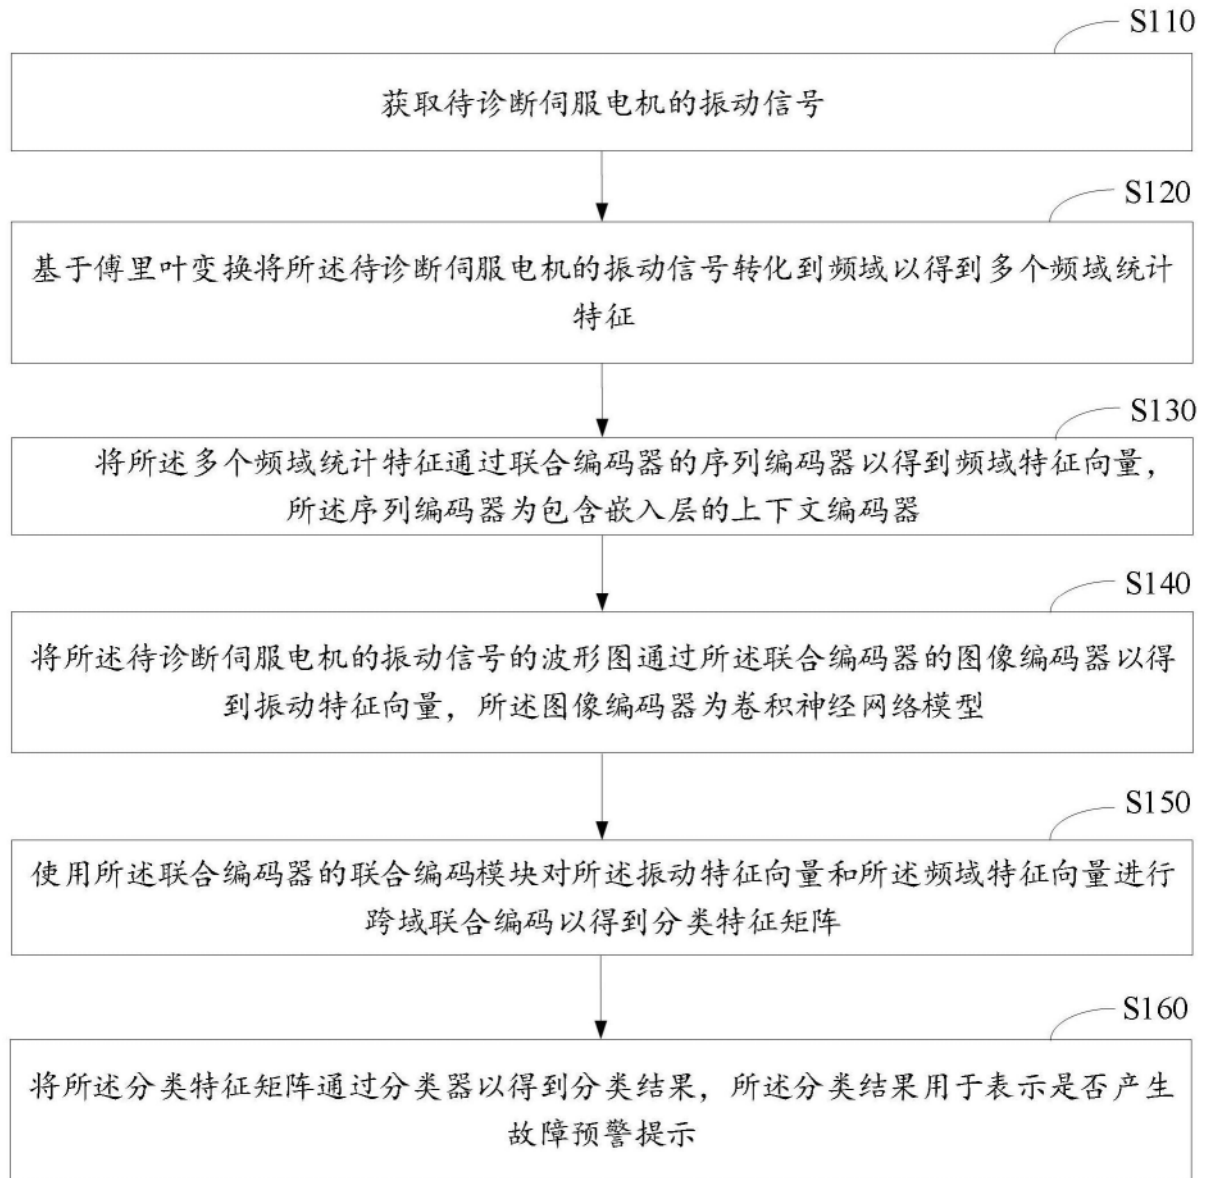 S110
获取待诊断伺服电机的振动信号
S120
基于傅里叶变换将所述待诊断伺服电机的振动信号转化到频域以得到多个频域统计
特征
S130
将所述多个频域统计特征通过联合编码器的序列编码器以得到频域特征向量，
所述序列编码器为包含嵌入层的上下文编码器
S140
将所述待诊断伺服电机的振动信号的波形图通过所述联合编码器的图像编码器以得
到振动特征向量，所述图像编码器为卷积神经网络模型
S150
使用所述联合编码器的联合编码模块对所述振动特征向量和所述频域特征向量进行
跨域联合编码以得到分类特征矩阵
S160
将所述分类特征矩阵通过分类器以得到分类结果，所述分类结果用于表示是否产生
故障预警提示